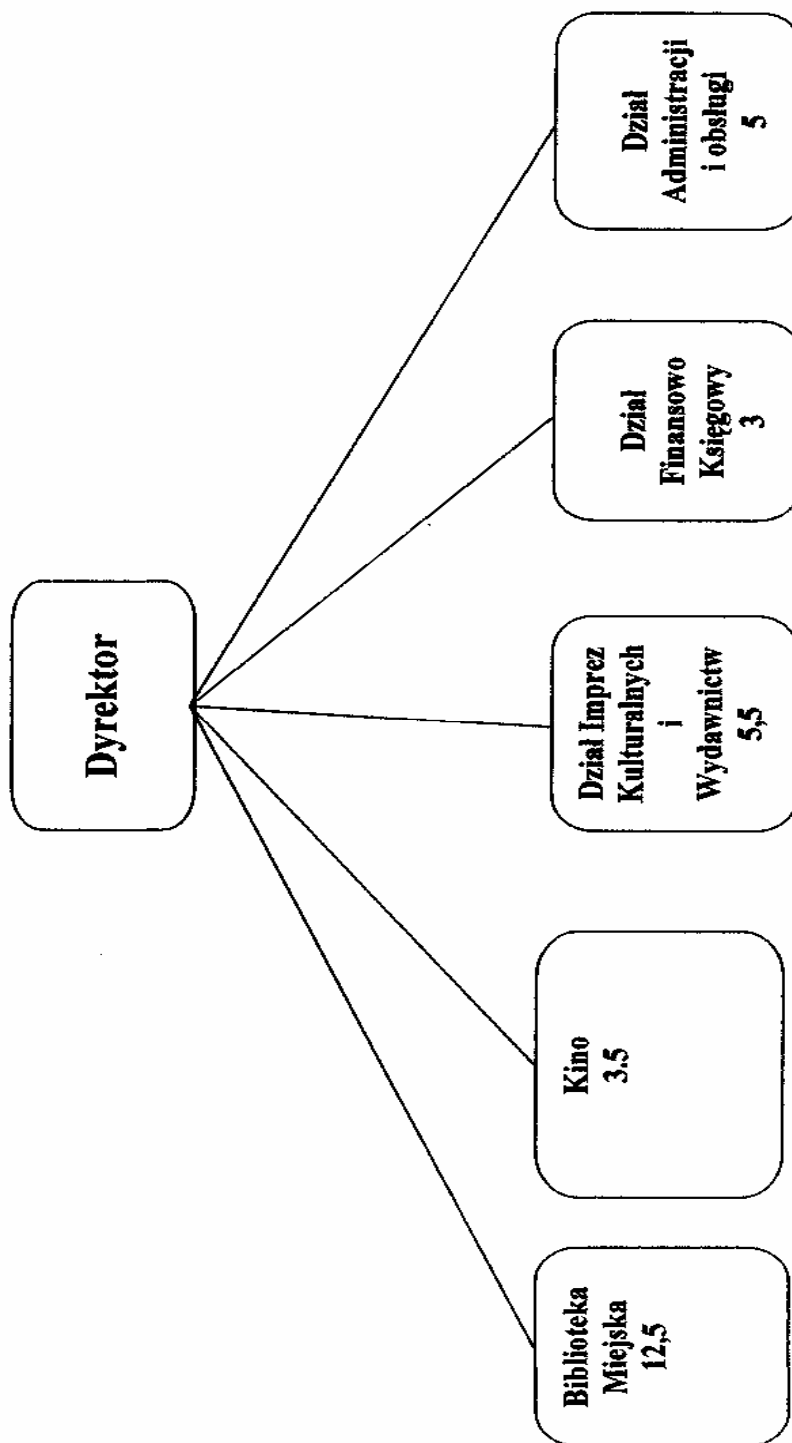 Dyrektor
Biblioteka
Miejska
12,5
Kino
3.5
Dział Imprez
Kulturalnych
i
Wydawnictw
5,5
Dział
Finansowo
Księgowy
3
Dział
Administracji
i obsługi
5